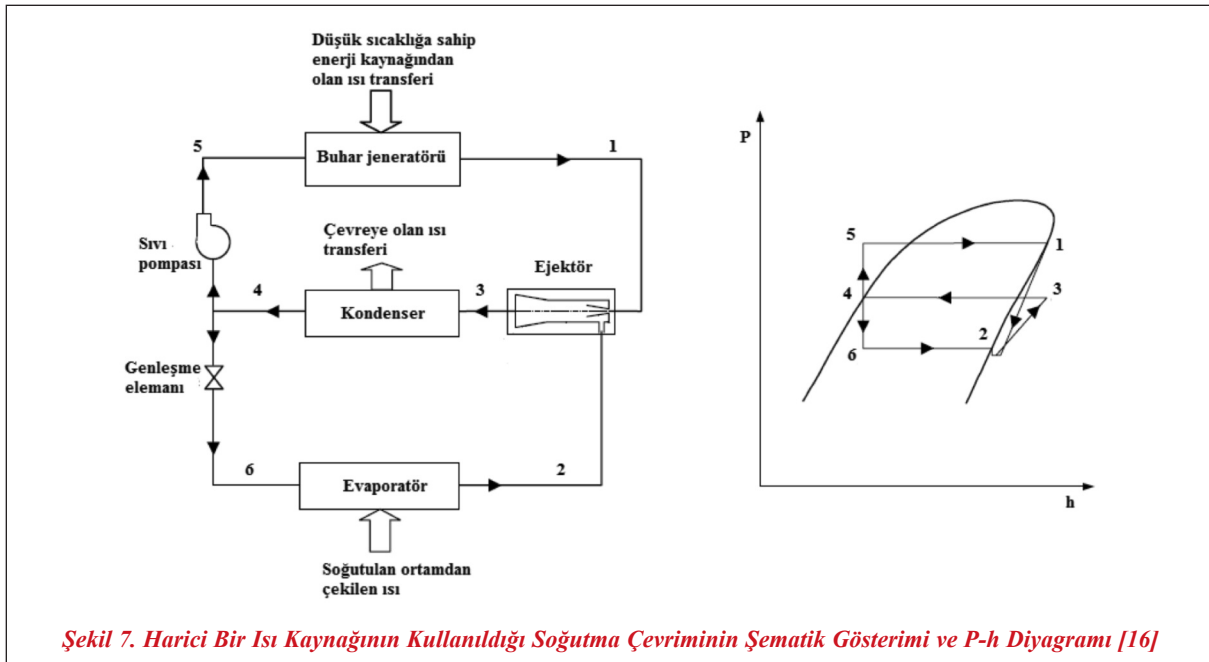 Düşük sıcaklığa sahip
enerji kaynağından
olan ısı transferi
5
Buhar jeneratörü
1
Sıvı
pompası
Çevreye olan ısı
transferi
Ejektör
4
Kondenser
3
Genleşme
elemanı
6
Evaporatör
2
Soğutulan ortamdan
çekilen ısı
P
5
1
4
3
2
6
h
Şekil 7. Harici Bir Isı Kaynağının Kullanıldığı Soğutma Çevriminin Şematik Gösterimi ve P-h Diyagramı [16]